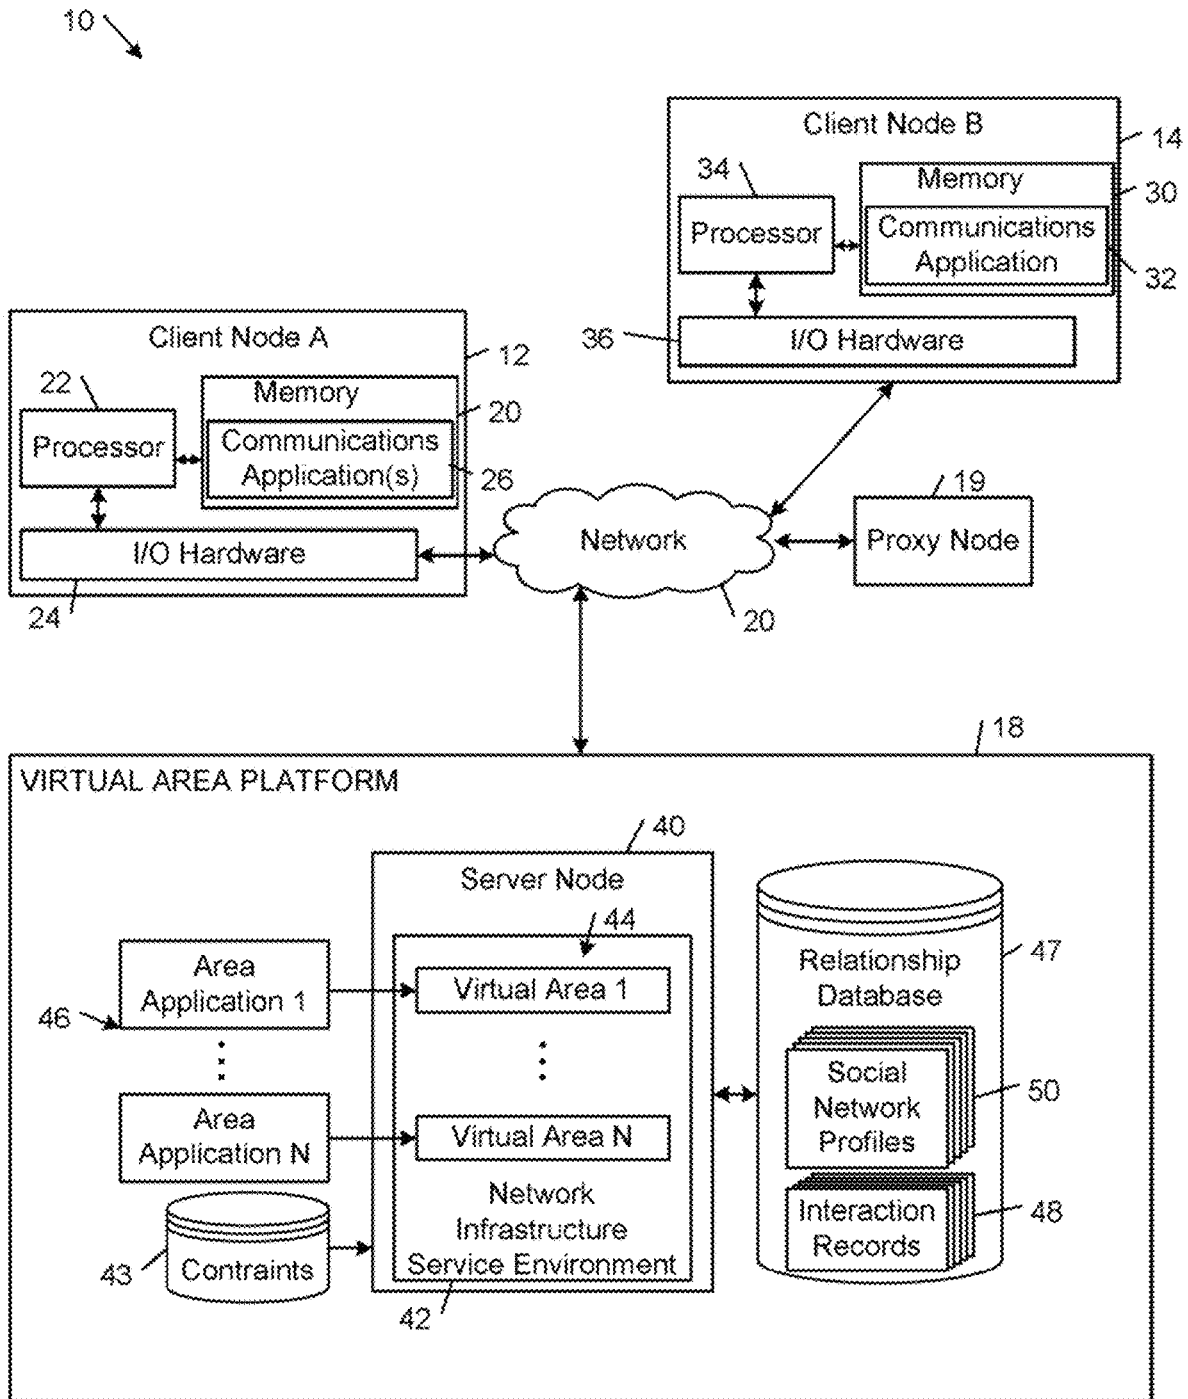 10
Client Node B
14
34
Memory
30
Processor
Communications
Application
32
36
I/O Hardware
Client Node A
12
22
Memory
20
Processor
Communications
Application(s)
26
I/O Hardware
24
Network
20
19
Proxy Node
18
VIRTUAL AREA PLATFORM
40
Server Node
44
47
Area
Application 1
46
Virtual Area 1
Relationship
Database
Area
Application N
Virtual Area N
Social
Network
Profiles
50
Network
Infrastructure
Service Environment
42
Interaction
Records
48
43
Contraints